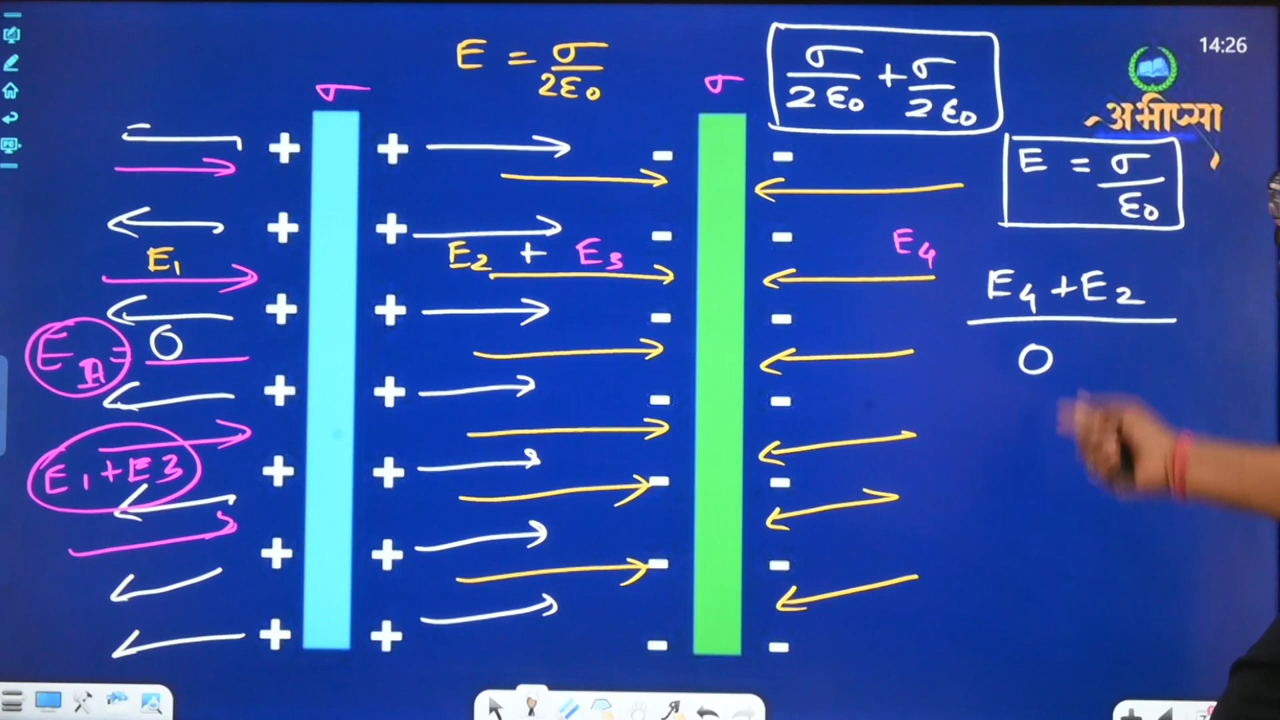 14:26
E = σ/2ε₀
σ
σ
σ/2ε₀ + σ/2ε₀
अभीप्सा
E = σ/ε₀
E₁
E₂ + E₃
E₄
E₄ + E₂
0
E_A = 0
E₁ + E3